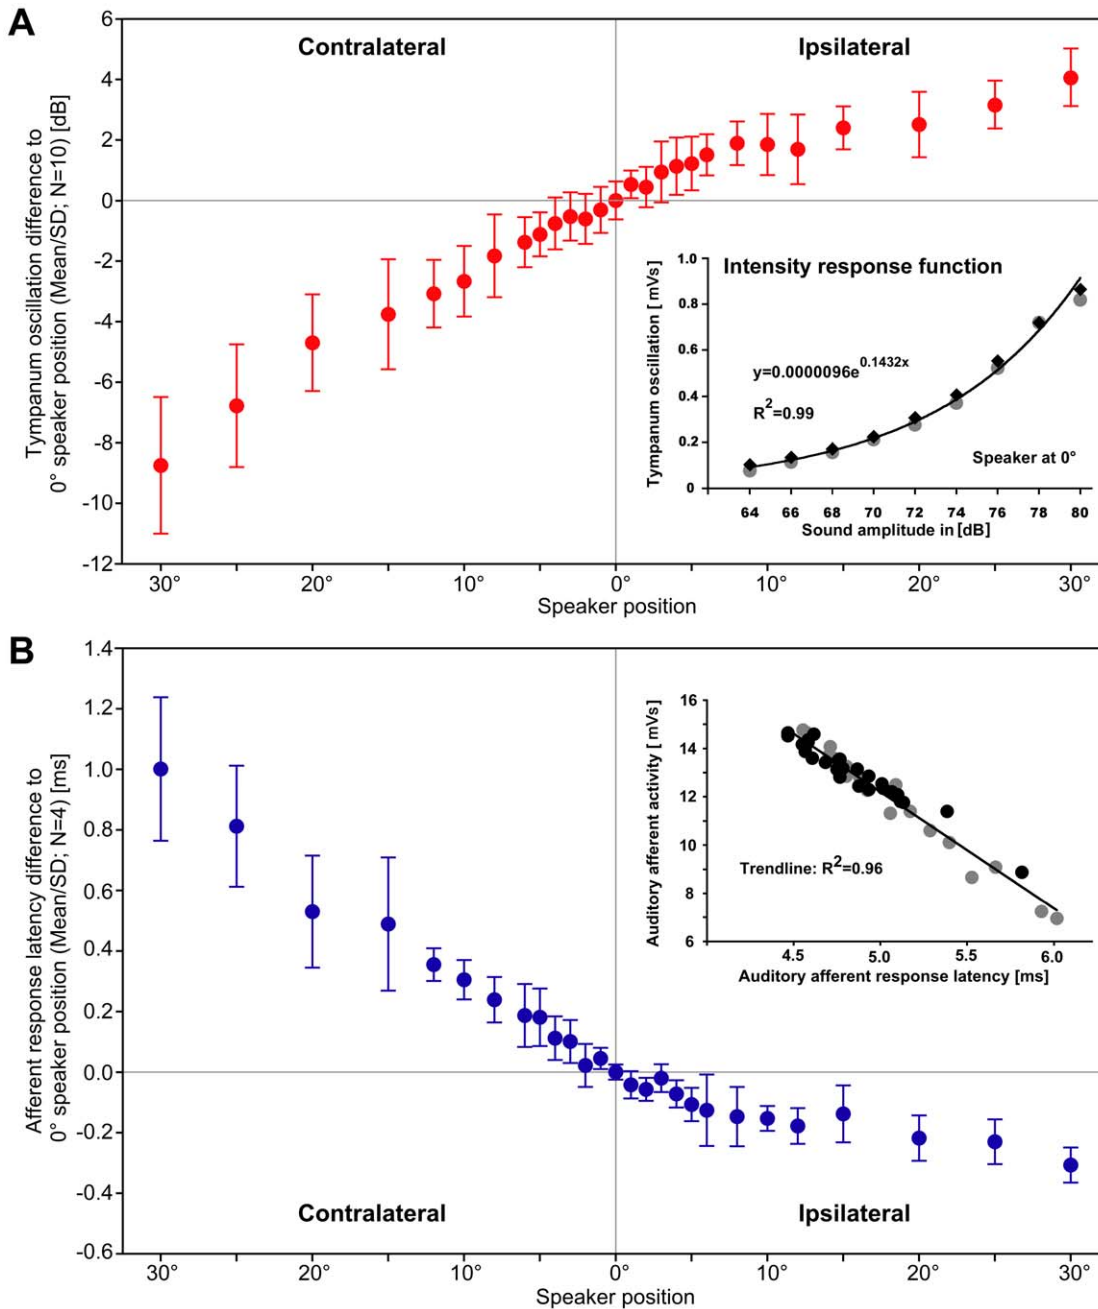 A
Tympanum oscillation difference to
0° speaker position (Mean/SD; N=10) [dB]
6
4
2
0
-2
-4
-6
-8
-10
-12
Contralateral
Ipsilateral
Intensity response function
Tympanum oscillation [ mVs]
1.0
0.8
0.6
0.4
0.2
0
y=0.0000096e^0.1432x
R²=0.99
Speaker at 0°
64 66 68 70 72 74 76 78 80
Sound amplitude in [dB]
30° 20° 10° 0° 10° 20° 30°
Speaker position
B
Afferent response latency difference to
0° speaker position (Mean/SD; N=4) [ms]
1.4
1.2
1.0
0.8
0.6
0.4
0.2
0.0
-0.2
-0.4
-0.6
Auditory afferent activity [ mVs]
16
14
12
10
8
6
Trendline: R²=0.96
4.5 5.0 5.5 6.0
Auditory afferent response latency [ms]
Contralateral
Ipsilateral
30° 20° 10° 0° 10° 20° 30°
Speaker position